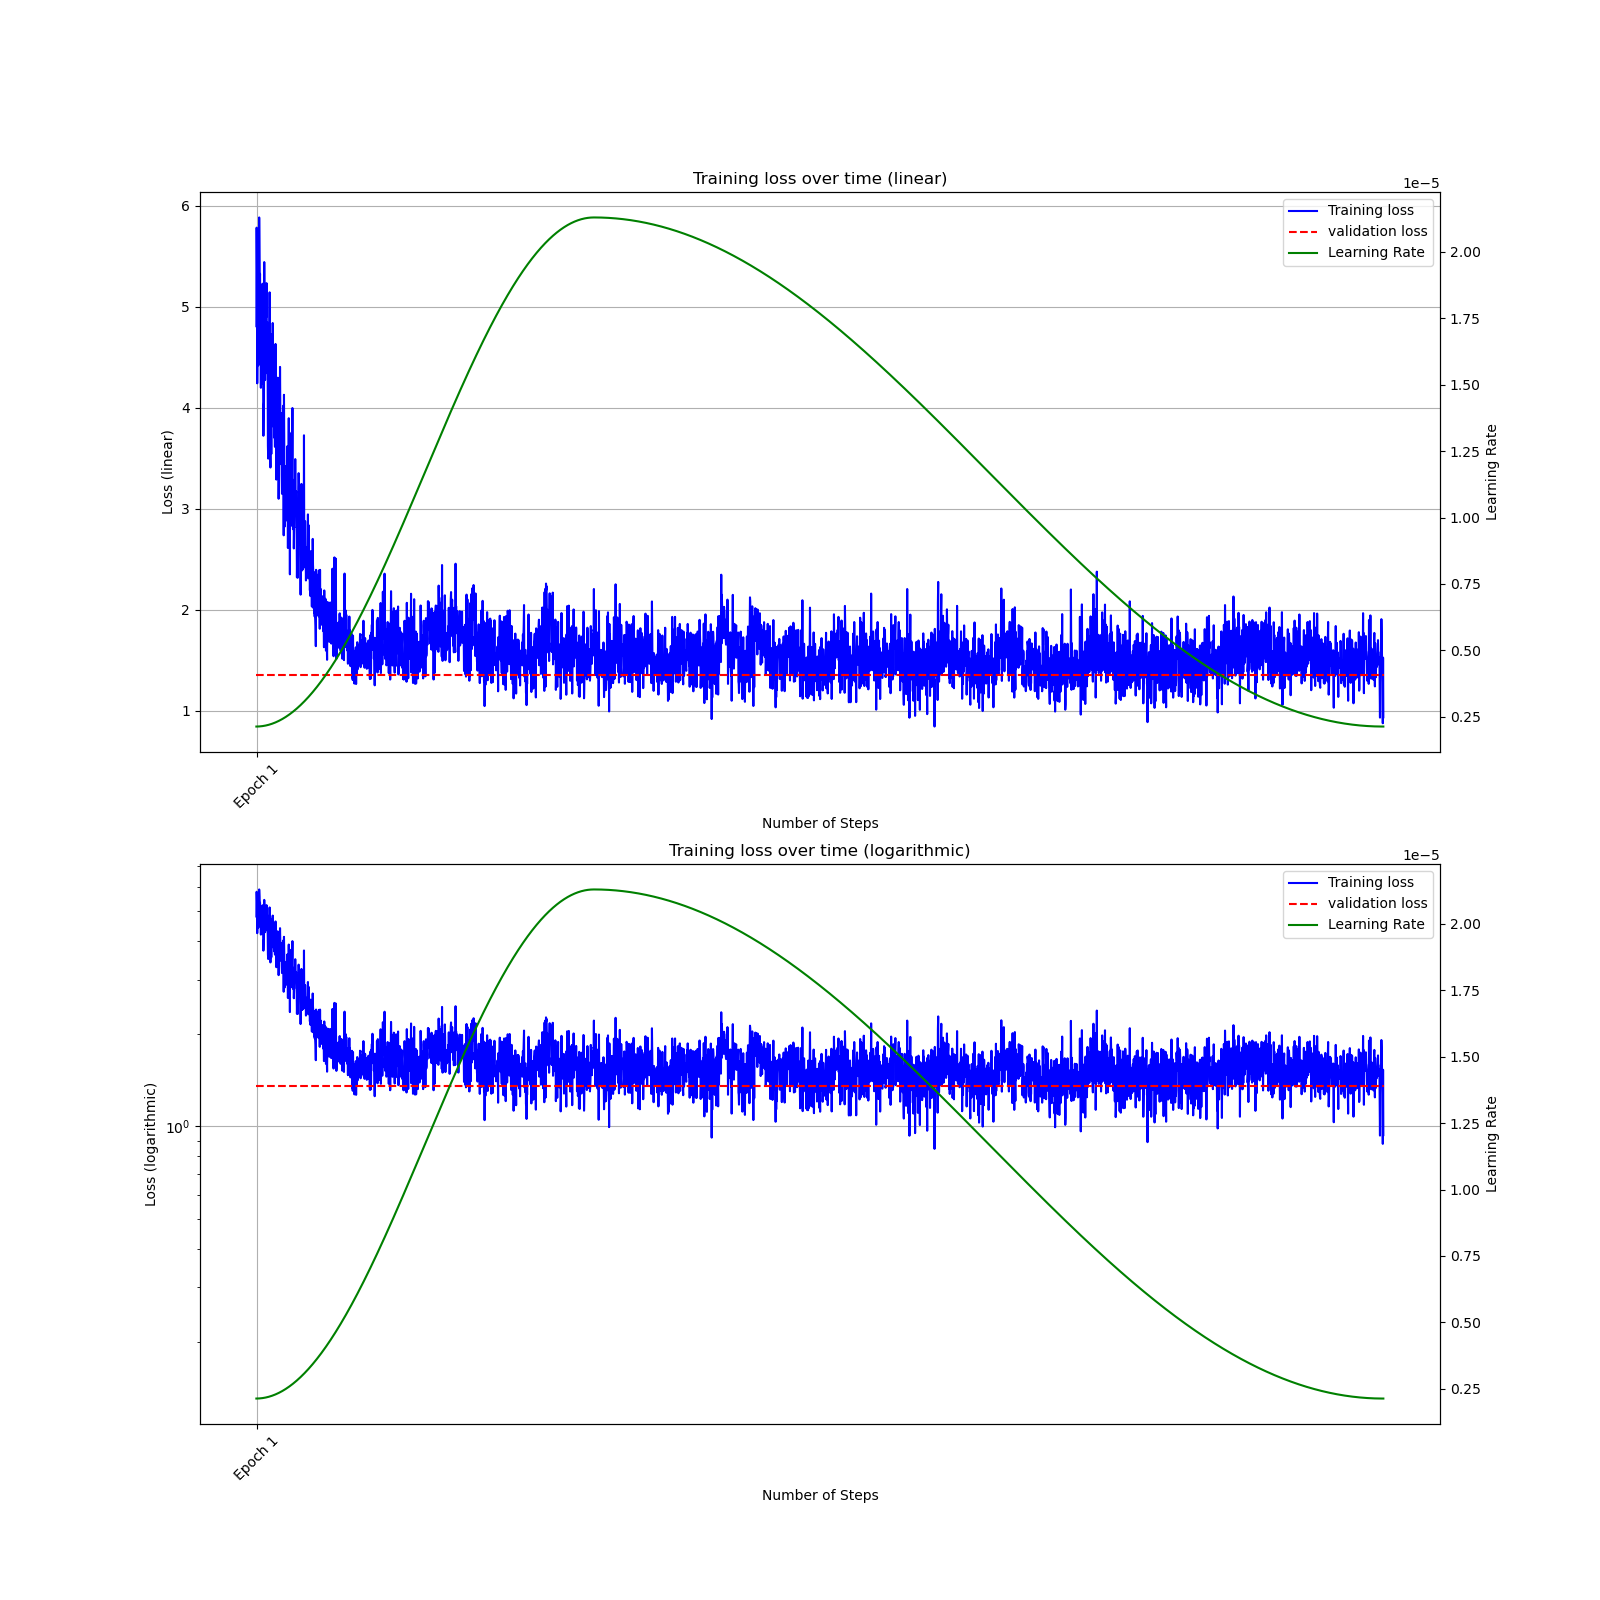 Training loss over time (linear)
1e−5
6
5
4
3
2
1
Loss (linear)
Training loss
validation loss
Learning Rate
2.00
1.75
1.50
1.25
1.00
0.75
0.50
0.25
Learning Rate
Epoch 1
Number of Steps
Training loss over time (logarithmic)
1e−5
10⁰
Loss (logarithmic)
Training loss
validation loss
Learning Rate
2.00
1.75
1.50
1.25
1.00
0.75
0.50
0.25
Learning Rate
Epoch 1
Number of Steps